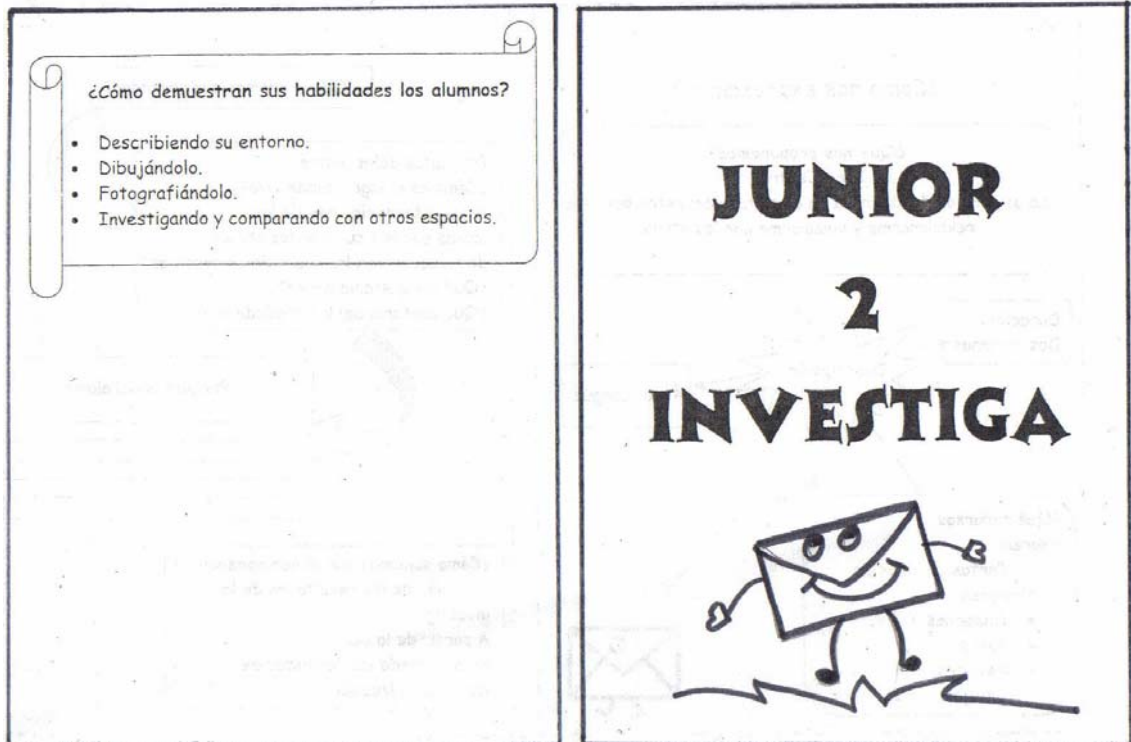 ¿Cómo demuestran sus habilidades los alumnos?
• Describiendo su entorno.
• Dibujándolo.
• Fotografiándolo.
• Investigando y comparando con otros espacios.
JUNIOR
2
INVESTIGA